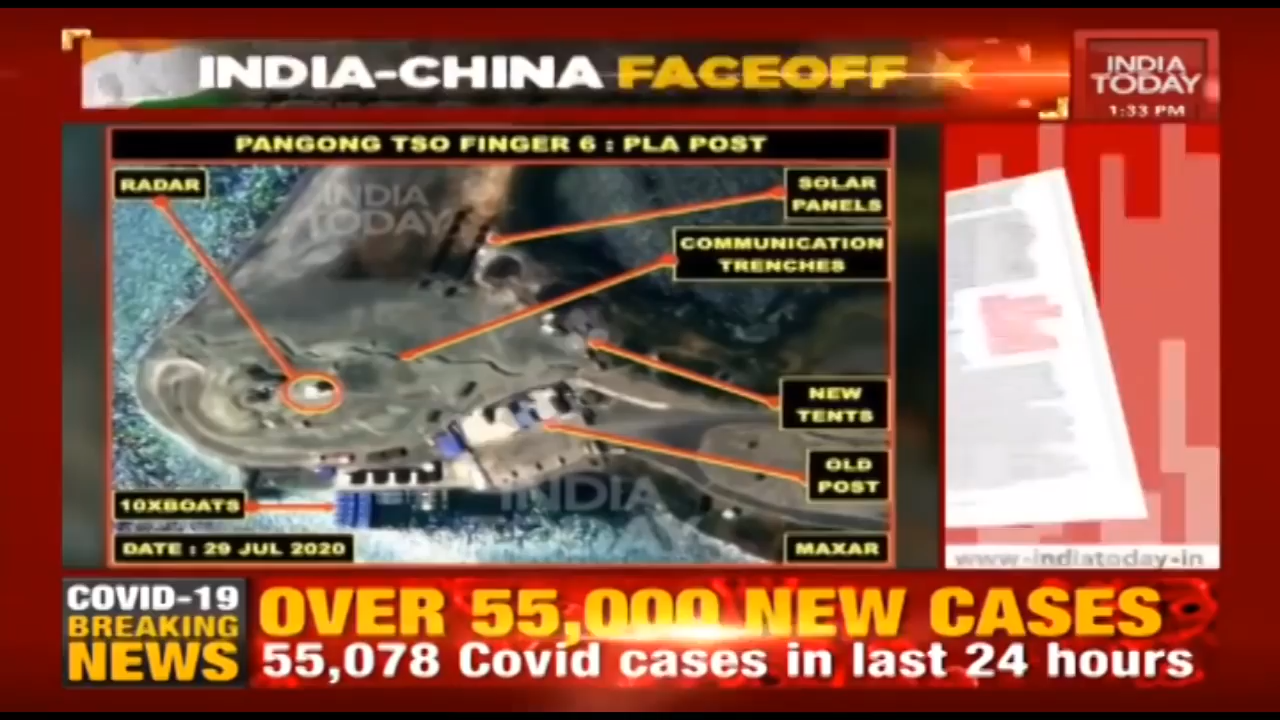 INDIA-CHINA FACEOFF
INDIA
TODAY
1:33 PM
PANGONG TSO FINGER 6 : PLA POST
RADAR
SOLAR
PANELS
INDIA
TODAY
COMMUNICATION
TRENCHES
NEW
TENTS
OLD
POST
10XBOATS
INDIA
DATE : 29 JUL 2020
MAXAR
www-indiatoday-in
COVID-19
BREAKING
NEWS
OVER 55,000 NEW CASES
55,078 Covid cases in last 24 hours